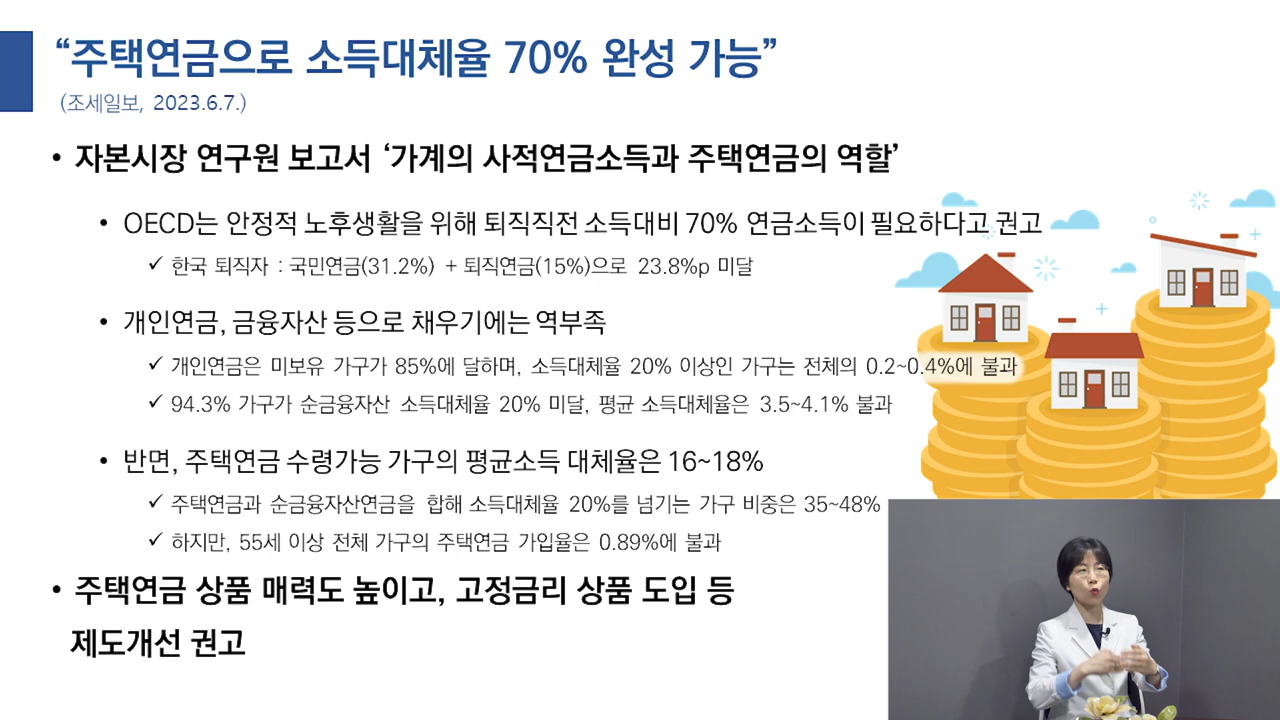 “주택연금으로 소득대체율 70% 완성 가능”
(조세일보, 2023.6.7.)
• 자본시장 연구원 보고서 ‘가계의 사적연금소득과 주택연금의 역할’
• OECD는 안정적 노후생활을 위해 퇴직직전 소득대비 70% 연금소득이 필요하다고 권고
✓ 한국 퇴직자 : 국민연금(31.2%) + 퇴직연금(15%)으로 23.8%p 미달
• 개인연금, 금융자산 등으로 채우기에는 역부족
✓ 개인연금은 미보유 가구가 85%에 달하며, 소득대체율 20% 이상인 가구는 전체의 0.2~0.4%에 불과
✓ 94.3% 가구가 순금융자산 소득대체율 20% 미달, 평균 소득대체율은 3.5~4.1% 불과
• 반면, 주택연금 수령가능 가구의 평균소득 대체율은 16~18%
✓ 주택연금과 순금융자산연금을 합해 소득대체율 20%를 넘기는 가구 비중은 35~48%
✓ 하지만, 55세 이상 전체 가구의 주택연금 가입율은 0.89%에 불과
• 주택연금 상품 매력도 높이고, 고정금리 상품 도입 등
제도개선 권고